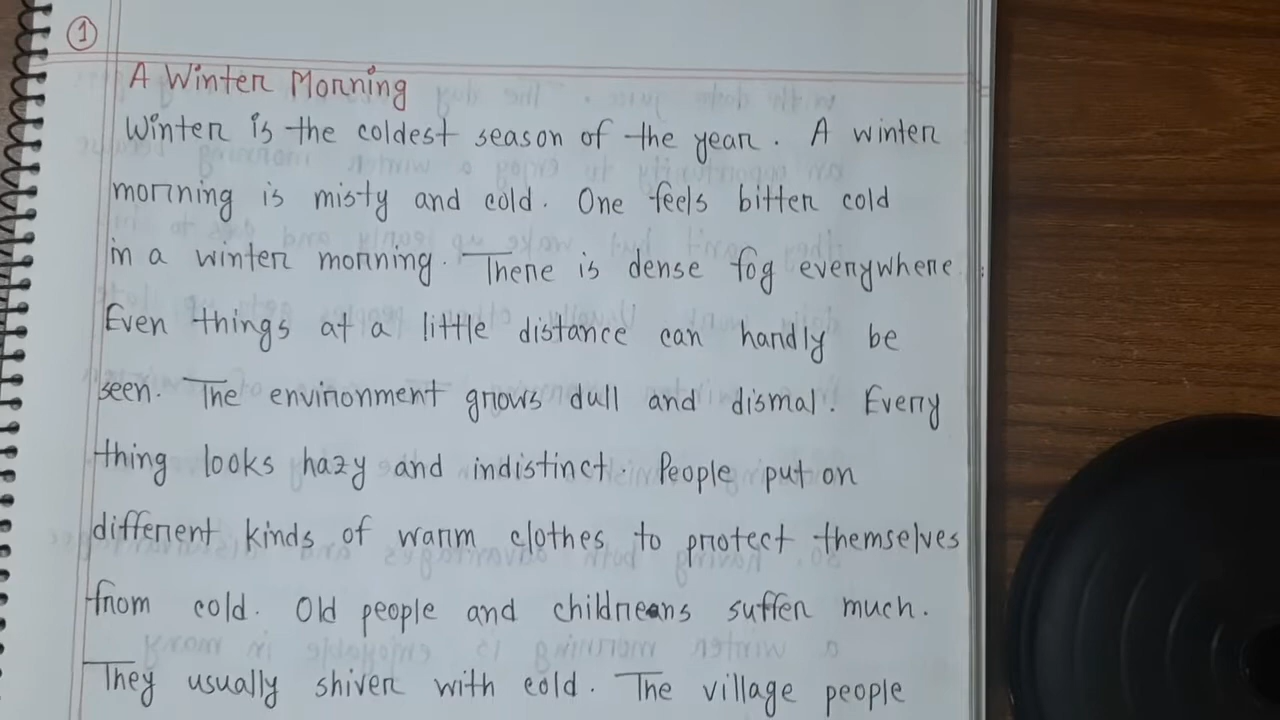 1
A Winter Morning
Winter is the coldest season of the year. A winter
morning is misty and cold. One feels bitter cold
in a winter morning. There is dense fog everywhere
Even things at a little distance can hardly be
seen. The environment grows dull and dismal. Every
thing looks hazy and indistinct. People put on
different kinds of warm clothes to protect themselves
from cold. Old people and childreans suffer much.
They usually shiver with cold. The village people